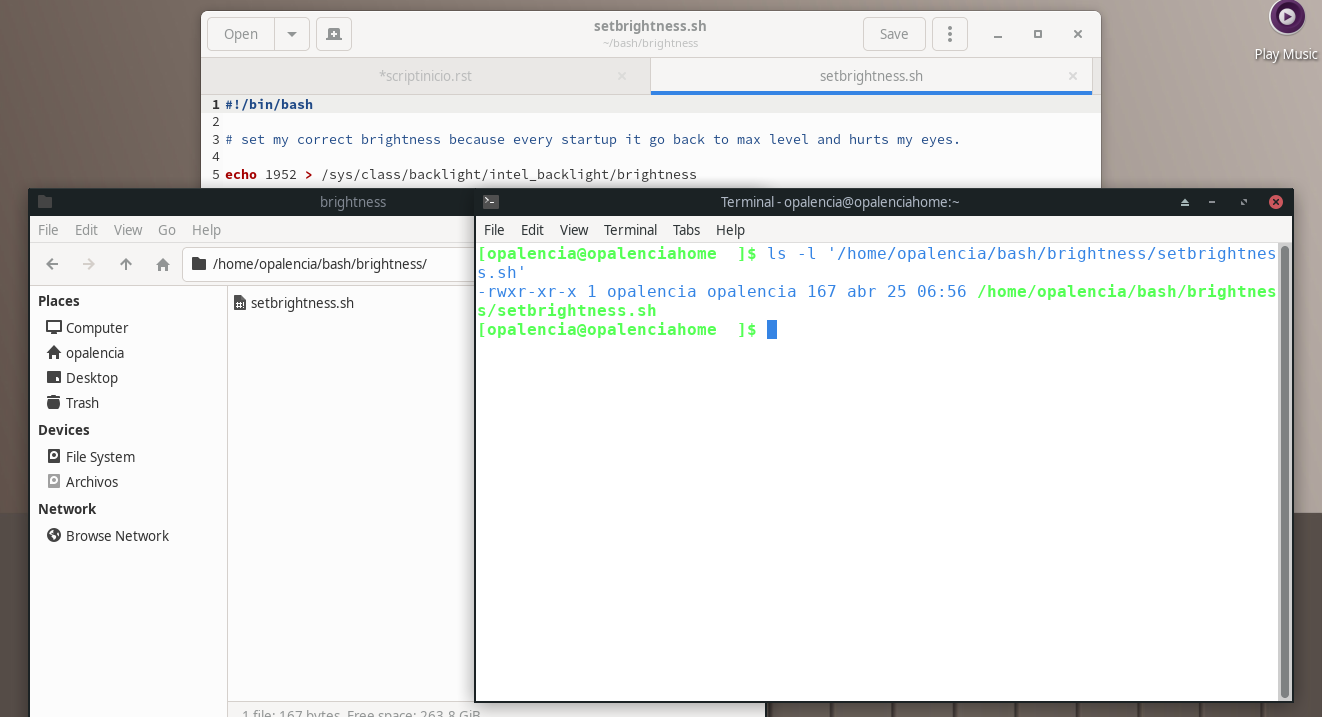 Open
setbrightness.sh
~/bash/brightness
Save
Play Music
*scriptinicio.rst
setbrightness.sh
1 #!/bin/bash
2
3 # set my correct brightness because every startup it go back to max level and hurts my eyes.
4
5 echo 1952 > /sys/class/backlight/intel_backlight/brightness
brightness
File Edit View Go Help
/home/opalencia/bash/brightness/
Places
Computer
opalencia
Desktop
Trash
Devices
File System
Archivos
Network
Browse Network
setbrightness.sh
1 file: 167 bytes, Free space: 263,8 GiB
Terminal - opalencia@opalenciahome:~
File Edit View Terminal Tabs Help
[opalencia@opalenciahome  ]$ ls -l '/home/opalencia/bash/brightness/setbrightnes
s.sh'
-rwxr-xr-x 1 opalencia opalencia 167 abr 25 06:56 /home/opalencia/bash/brightnes
s/setbrightness.sh
[opalencia@opalenciahome  ]$